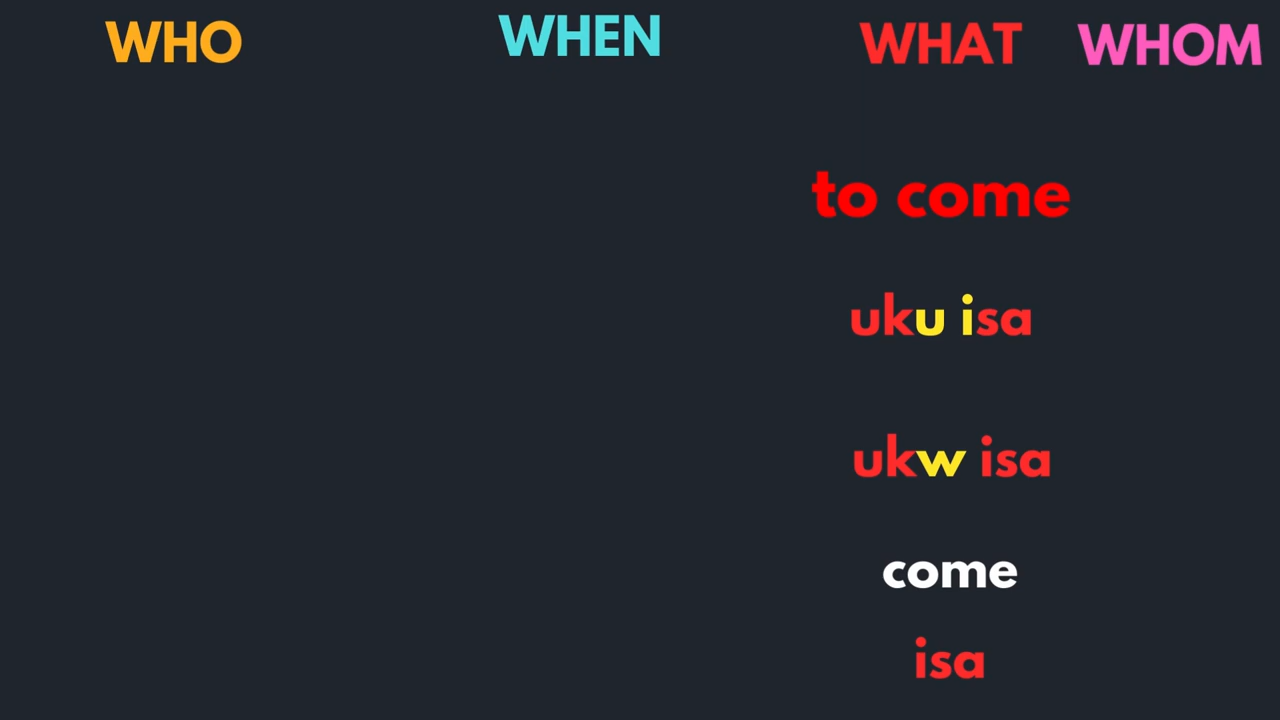 WHO WHEN WHAT WHOM
to come
uku isa
ukw isa
come
isa